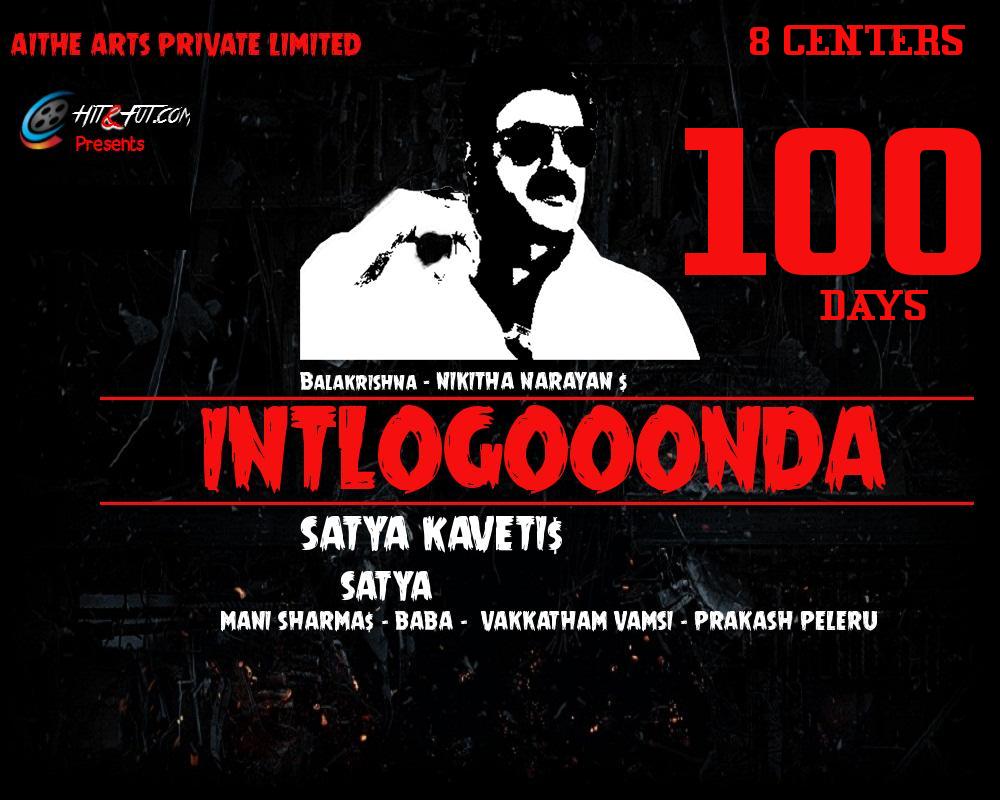 AITHE ARTS PRIVATE LIMITED
8 CENTERS
HIT&FUT.COM
Presents
100
DAYS
BALAKRISHNA - NIKITHA NARAYAN $
INTLOGOOONDA
SATYA KAVETI$
SATYA
MANI SHARMA$ - BABA - VAKKATHAM VAMSI - PRAKASH PELERU